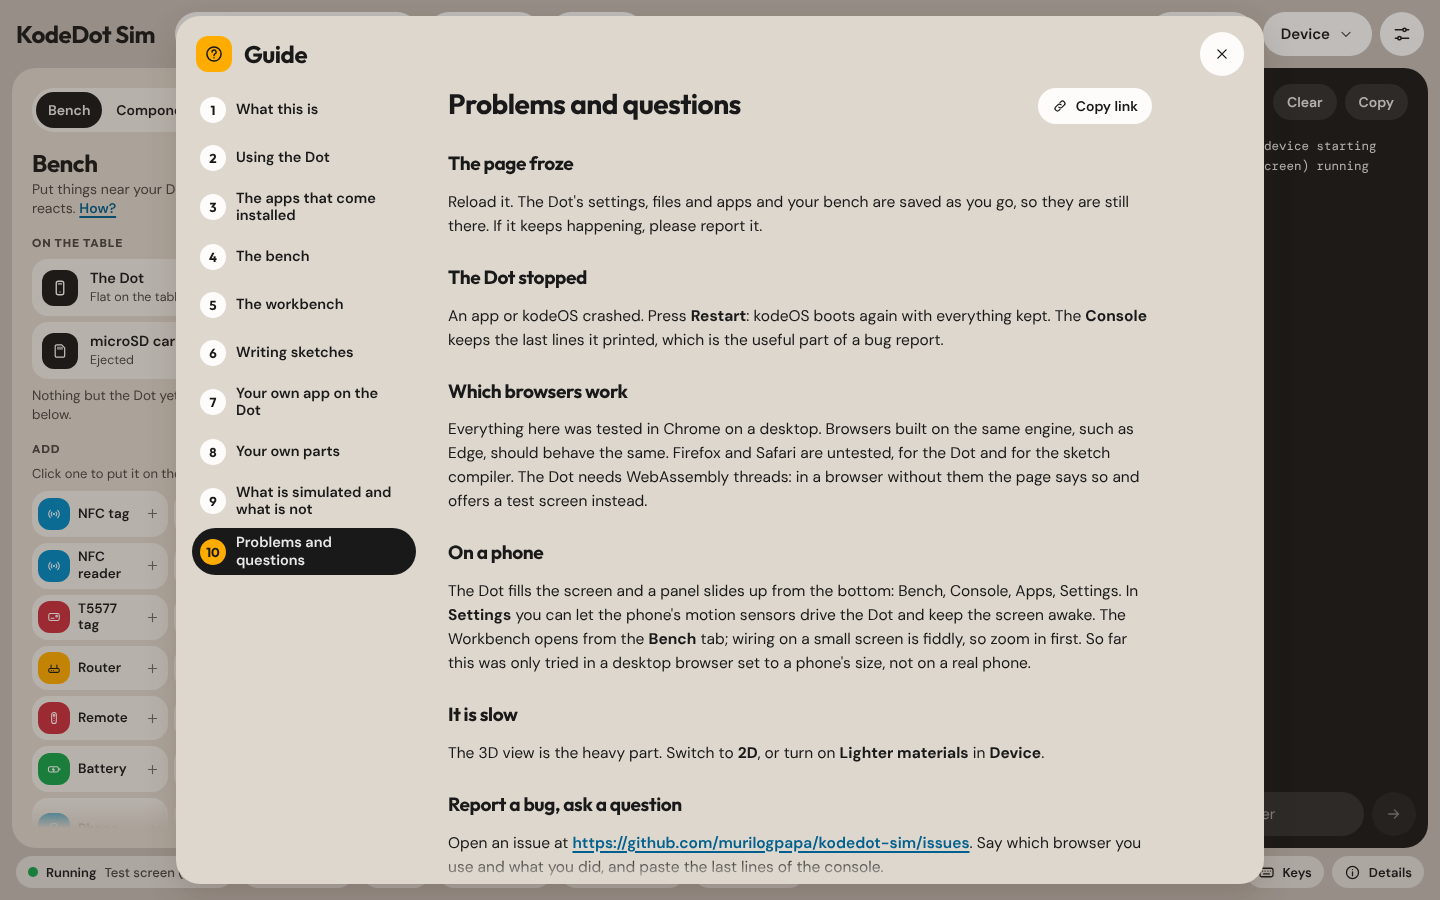 KodeDot Sim
Device
Guide
Bench
Compon
Bench
Put things near your D
reacts. How?
ON THE TABLE
The Dot
Flat on the tabl
microSD car
Ejected
Nothing but the Dot yet
below.
ADD
Click one to put it on the
NFC tag
NFC
reader
T5577
tag
Router
Remote
Battery
Running Test screen
1 What this is
2 Using the Dot
3 The apps that come
installed
4 The bench
5 The workbench
6 Writing sketches
7 Your own app on the
Dot
8 Your own parts
9 What is simulated and
what is not
10 Problems and
questions
Problems and questions
Copy link
The page froze
Reload it. The Dot's settings, files and apps and your bench are saved as you go, so they are still
there. If it keeps happening, please report it.
The Dot stopped
An app or kodeOS crashed. Press Restart: kodeOS boots again with everything kept. The Console
keeps the last lines it printed, which is the useful part of a bug report.
Which browsers work
Everything here was tested in Chrome on a desktop. Browsers built on the same engine, such as
Edge, should behave the same. Firefox and Safari are untested, for the Dot and for the sketch
compiler. The Dot needs WebAssembly threads: in a browser without them the page says so and
offers a test screen instead.
On a phone
The Dot fills the screen and a panel slides up from the bottom: Bench, Console, Apps, Settings. In
Settings you can let the phone's motion sensors drive the Dot and keep the screen awake. The
Workbench opens from the Bench tab; wiring on a small screen is fiddly, so zoom in first. So far
this was only tried in a desktop browser set to a phone's size, not on a real phone.
It is slow
The 3D view is the heavy part. Switch to 2D, or turn on Lighter materials in Device.
Report a bug, ask a question
Open an issue at https://github.com/murilogpapa/kodedot-sim/issues. Say which browser you
use and what you did, and paste the last lines of the console.
Clear
Copy
device starting
creen) running
er
Keys
Details